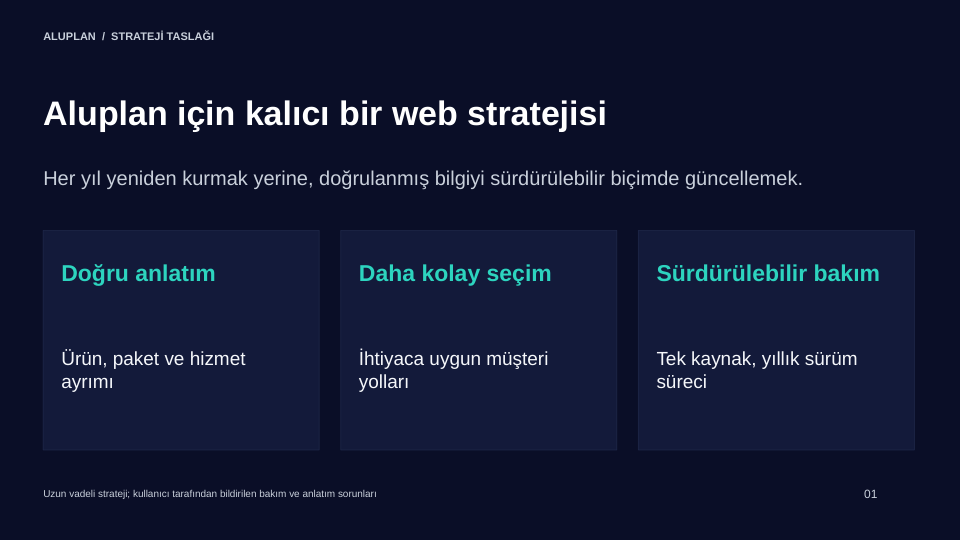 ALUPLAN / STRATEJİ TASLAĞI
Aluplan için kalıcı bir web stratejisi
Her yıl yeniden kurmak yerine, doğrulanmış bilgiyi sürdürülebilir biçimde güncellemek.
Doğru anlatım
Ürün, paket ve hizmet
ayrımı
Daha kolay seçim
İhtiyaca uygun müşteri
yolları
Sürdürülebilir bakım
Tek kaynak, yıllık sürüm
süreci
Uzun vadeli strateji; kullanıcı tarafından bildirilen bakım ve anlatım sorunları
01